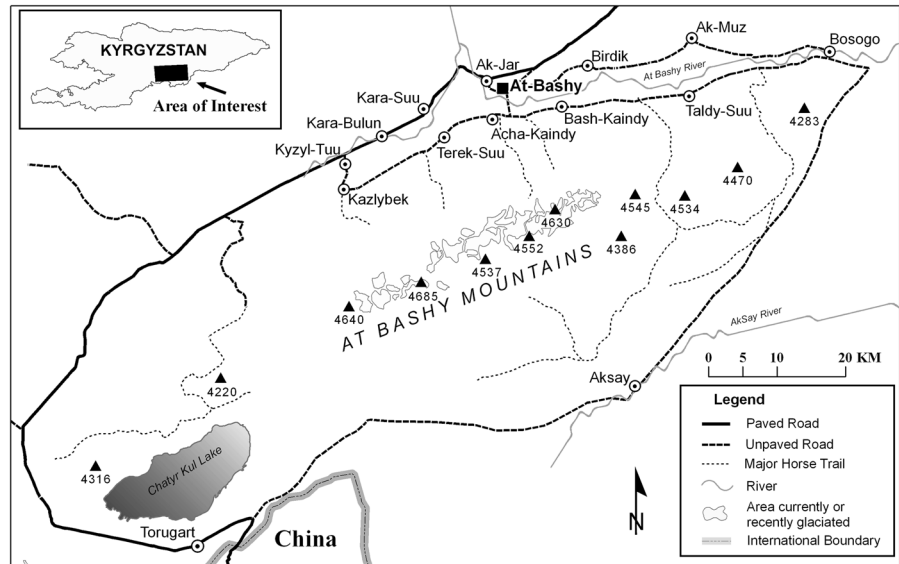 KYRGYZSTAN
Area of Interest
Ak-Muz
Bosogo
Birdik
Ak-Jar
At Bashy River
At-Bashy
Kara-Suu
Taldy-Suu
Bash-Kaindy
4283
Kara-Bulun
Acha-Kaindy
Kyzyl-Tuu
Terek-Suu
4470
Kazlybek
4545
4534
4630
4552
4386
4537
4685
4640
AT BASHY MOUNTAINS
AkSay River
0 5 10 20 KM
Aksay
4220
4316
Chatyr Kul Lake
Torugart
China
N
Legend
Paved Road
Unpaved Road
Major Horse Trail
River
Area currently or
recently glaciated
International Boundary